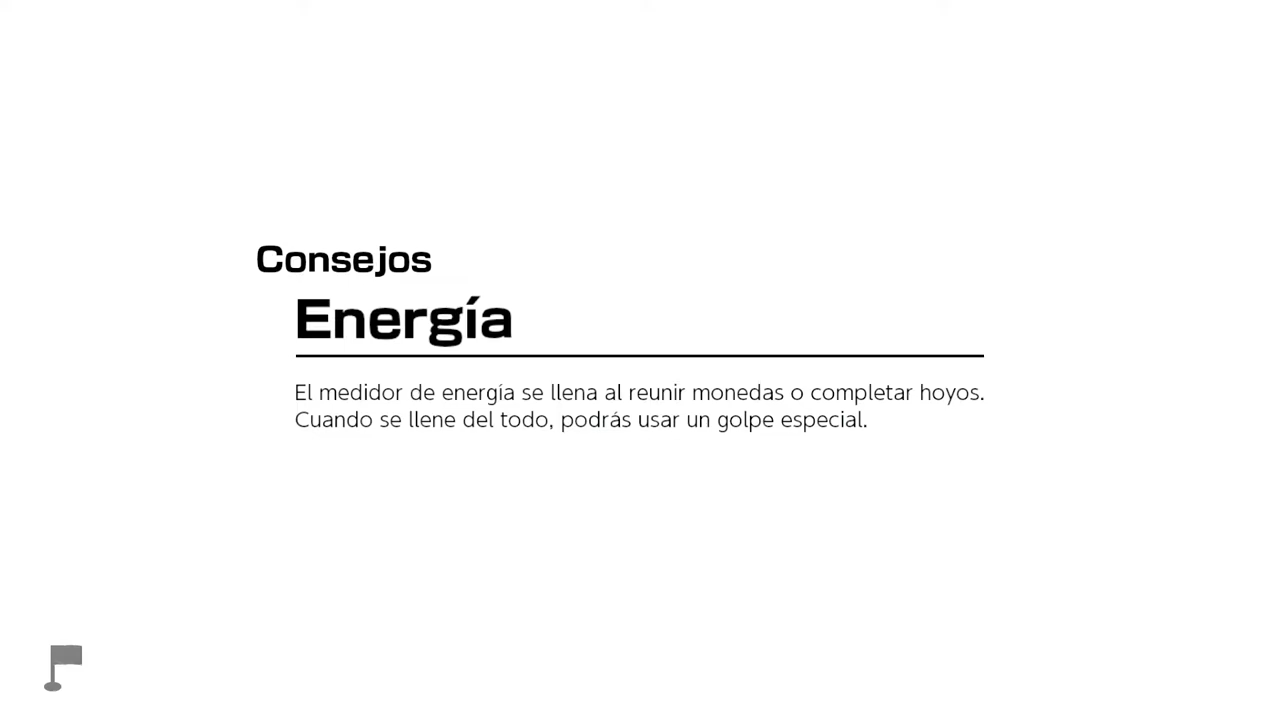 Consejos
Energía
El medidor de energía se llena al reunir monedas o completar hoyos.
Cuando se llene del todo, podrás usar un golpe especial.